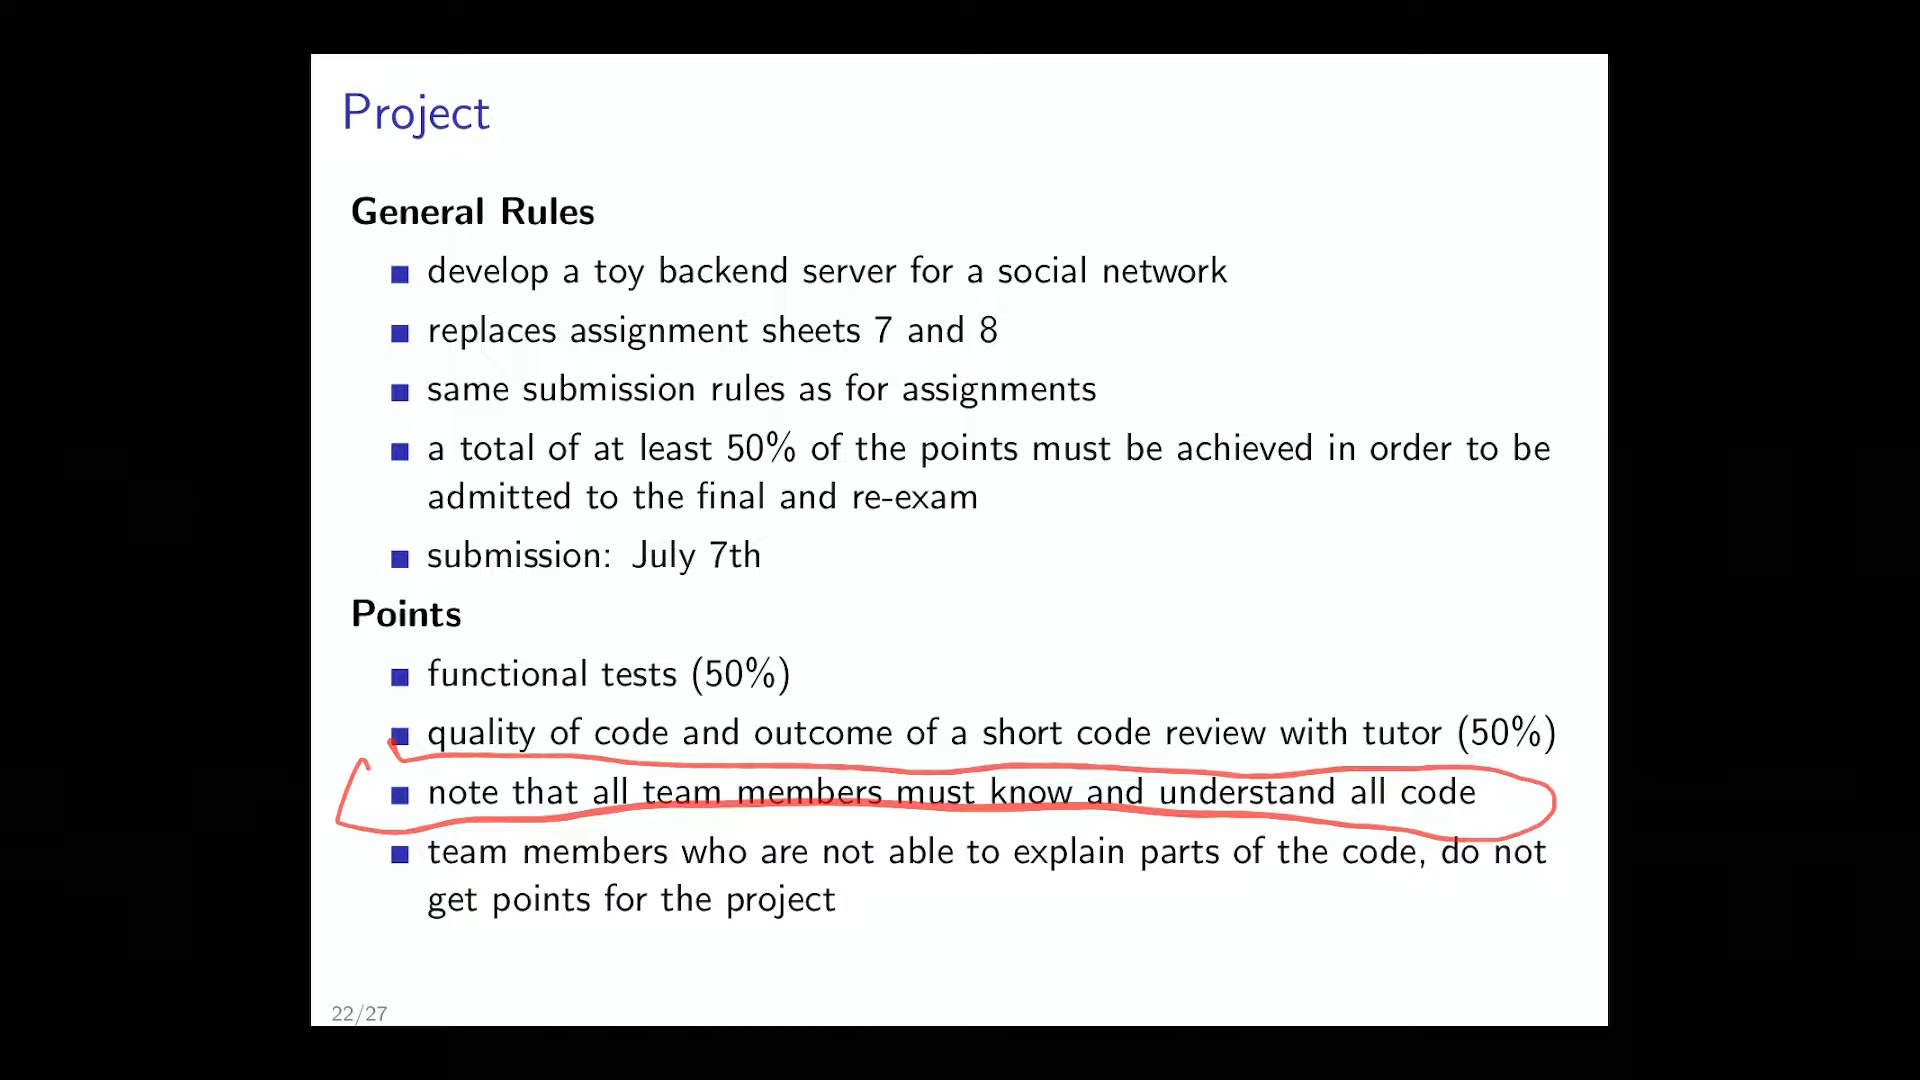 Project
General Rules
develop a toy backend server for a social network
replaces assignment sheets 7 and 8
same submission rules as for assignments
a total of at least 50% of the points must be achieved in order to be
admitted to the final and re-exam
submission: July 7th
Points
functional tests (50%)
quality of code and outcome of a short code review with tutor (50%)
note that all team members must know and understand all code
team members who are not able to explain parts of the code, do not
get points for the project
22/27